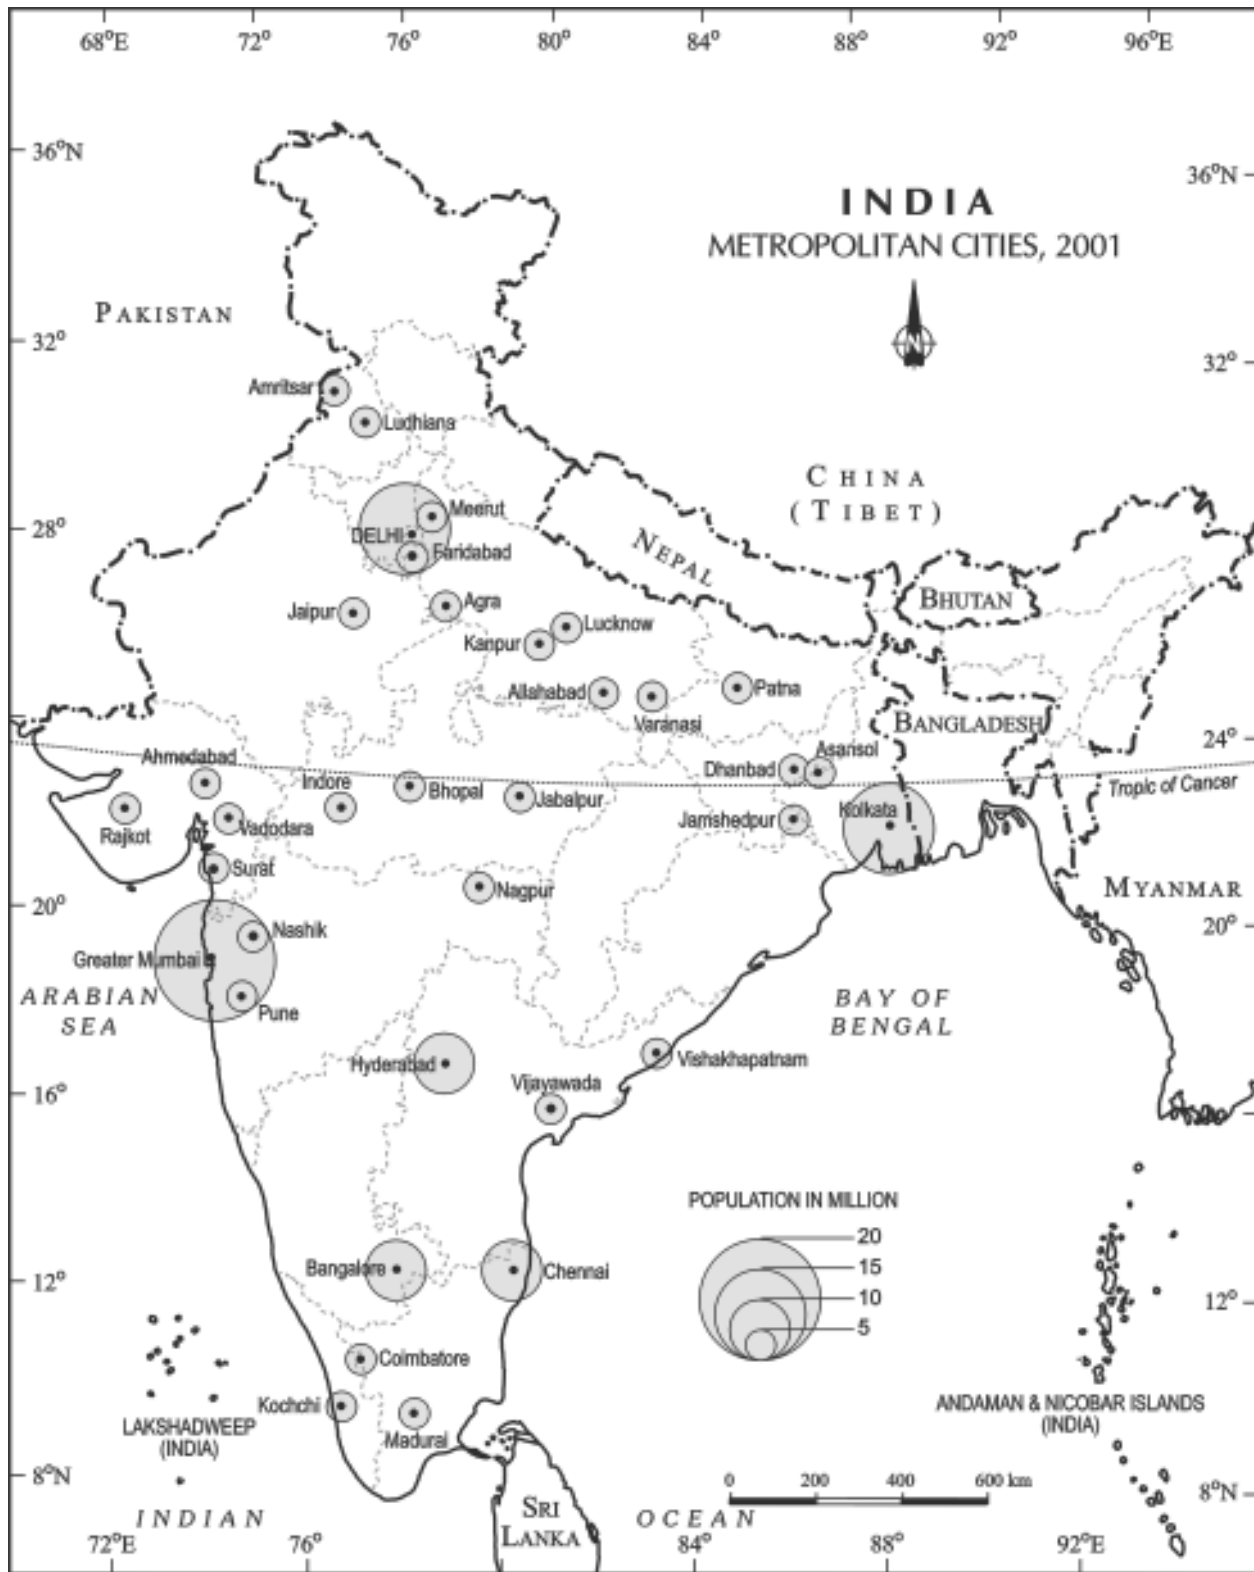 68°E 72° 76° 80° 84° 88° 92° 96°E
36°N
36°N
INDIA
METROPOLITAN CITIES, 2001
N
PAKISTAN
32°
32°
Amritsar
Ludhiana
CHINA
(TIBET)
28°
28°
Meerut
DELHI
Faridabad
NEPAL
BHUTAN
Jaipur
Agra
Lucknow
Kanpur
Allahabad
Varanasi
Patna
BANGLADESH
24°
Asansol
Dhanbad
Ahmedabad
Indore
Bhopal
Jabalpur
Tropic of Cancer
Rajkot
Vadodara
Jamshedpur
Kolkata
Surat
Nagpur
MYANMAR
20°
20°
Nashik
Greater Mumbai
Pune
ARABIAN
SEA
BAY OF
BENGAL
Hyderabad
Vishakhapatnam
Vijayawada
16°
POPULATION IN MILLION
20
15
10
5
Bangalore
Chennai
12°
12°
Coimbatore
Kochchi
Madurai
LAKSHADWEEP
(INDIA)
ANDAMAN & NICOBAR ISLANDS
(INDIA)
8°N
8°N
0 200 400 600 km
SRI
LANKA
INDIAN OCEAN
72°E 76° 84° 88° 92°E